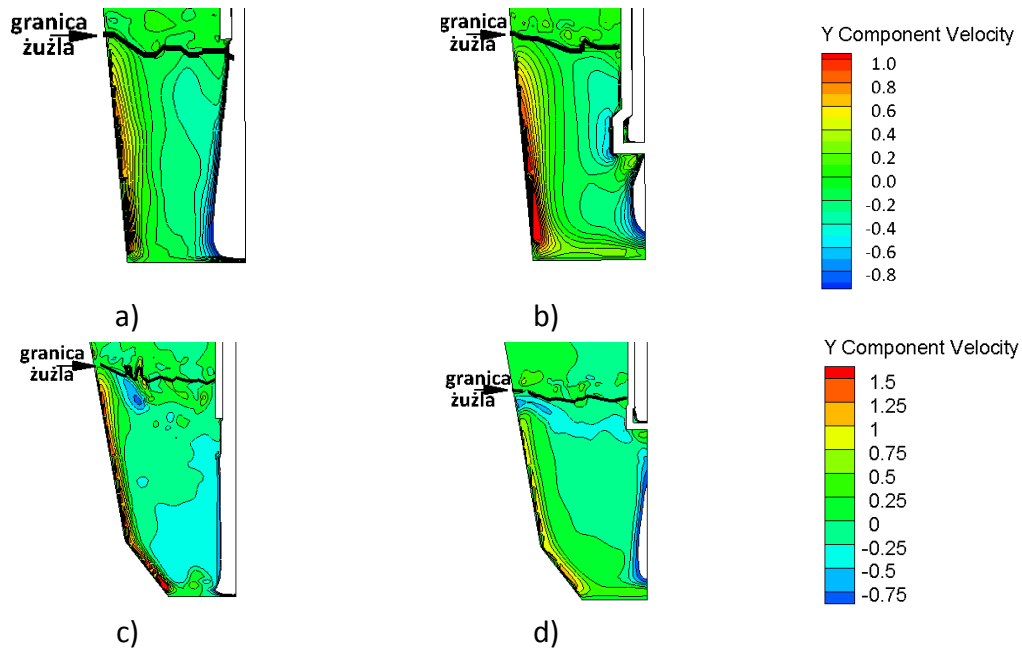 granica
żużla
a)
granica
żużla
b)
Y Component Velocity
1.0
0.8
0.6
0.4
0.2
0.0
-0.2
-0.4
-0.6
-0.8
granica
żużla
c)
granica
żużla
d)
Y Component Velocity
1.5
1.25
1
0.75
0.5
0.25
0
-0.25
-0.5
-0.75